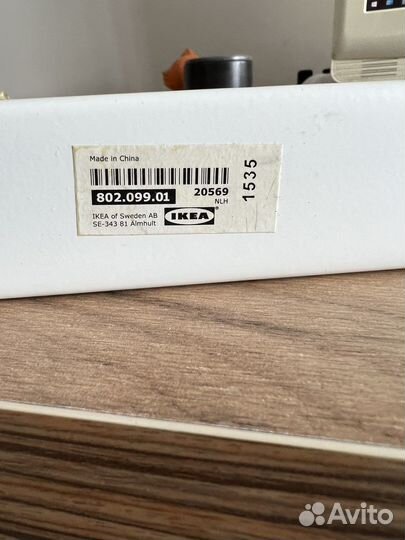 Made in China
802.099.01
20569
NLH
1535
IKEA of Sweden AB
SE-343 81 Älmhult
IKEA®
Avito